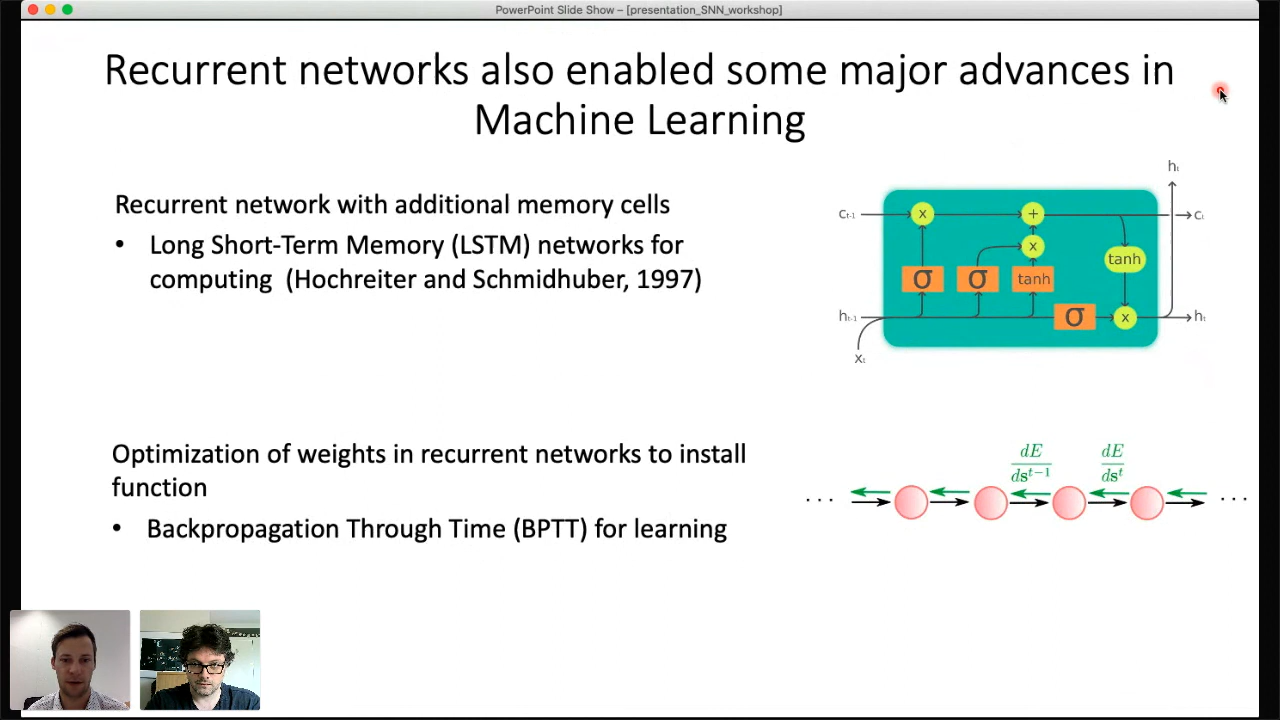 PowerPoint Slide Show – [presentation_SNN_workshop]
Recurrent networks also enabled some major advances in
Machine Learning
Recurrent network with additional memory cells
• Long Short-Term Memory (LSTM) networks for
computing (Hochreiter and Schmidhuber, 1997)
hₜ
Cₜ₋₁ x + Cₜ
x
tanh
σ σ tanh
hₜ₋₁ σ x hₜ
xₜ
Optimization of weights in recurrent networks to install
function
• Backpropagation Through Time (BPTT) for learning
dE/ds^{t−1} dE/ds^t
... ...